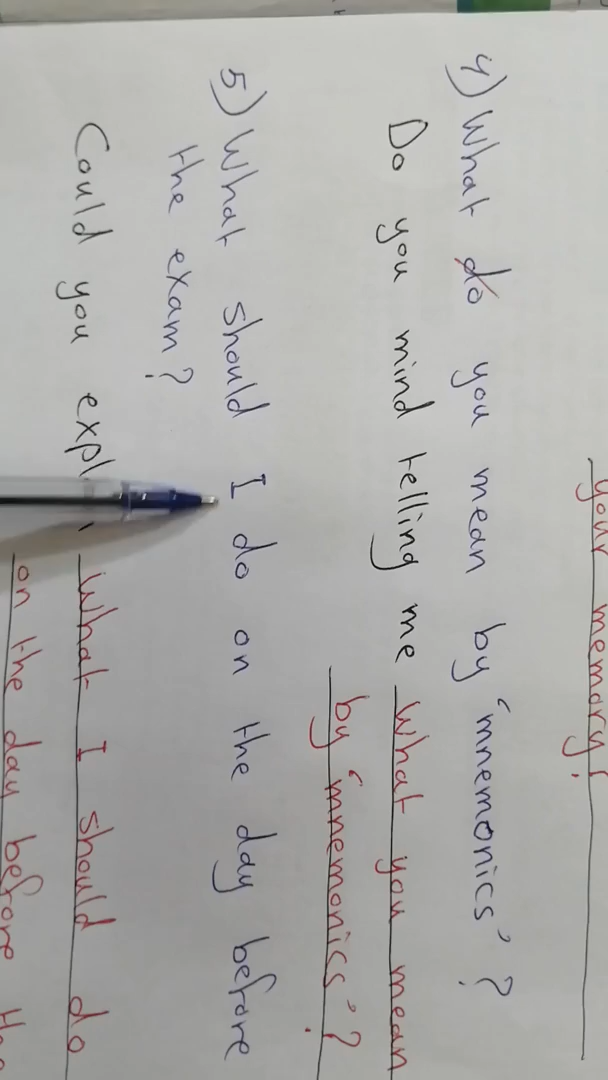 your memory?
4) What do you mean by 'mnemonics'?
Do you mind telling me what you mean
by 'mnemonics'?
5) What should I do on the day before
the exam?
Could you what I should do
on the day before